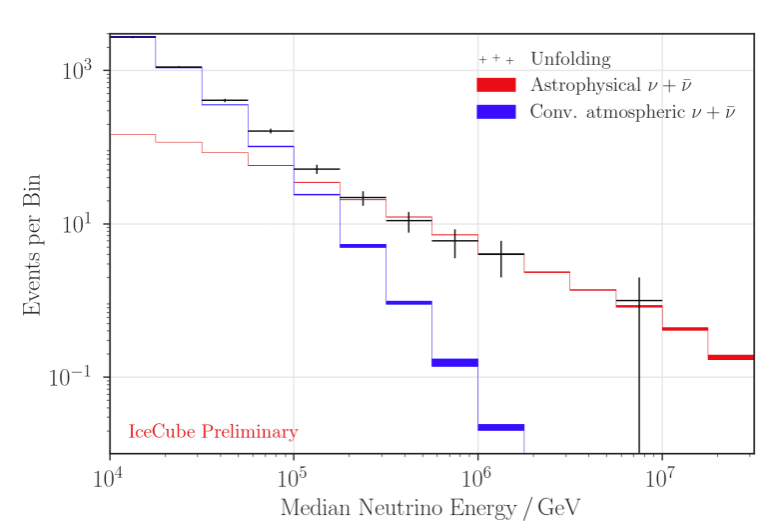 10³
10¹
10⁻¹
Events per Bin
Unfolding
Astrophysical ν + ν̄
Conv. atmospheric ν + ν̄
IceCube Preliminary
10⁴ 10⁵ 10⁶ 10⁷
Median Neutrino Energy / GeV